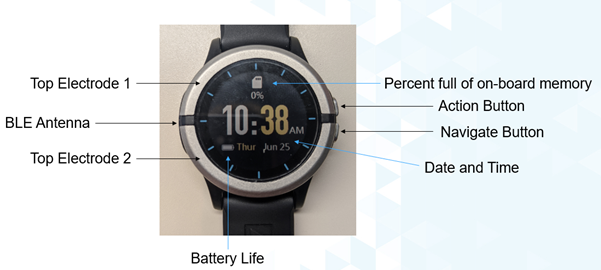 Top Electrode 1
BLE Antenna
Top Electrode 2
Battery Life
0%
10:38 AM
Thur Jun 25
Percent full of on-board memory
Action Button
Navigate Button
Date and Time